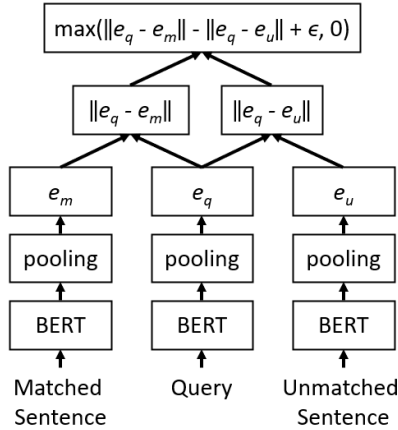 max(‖e_q - e_m‖ - ‖e_q - e_u‖ + ϵ, 0)
‖e_q - e_m‖ ‖e_q - e_u‖
e_m e_q e_u
pooling pooling pooling
BERT BERT BERT
Matched Query Unmatched
Sentence Sentence